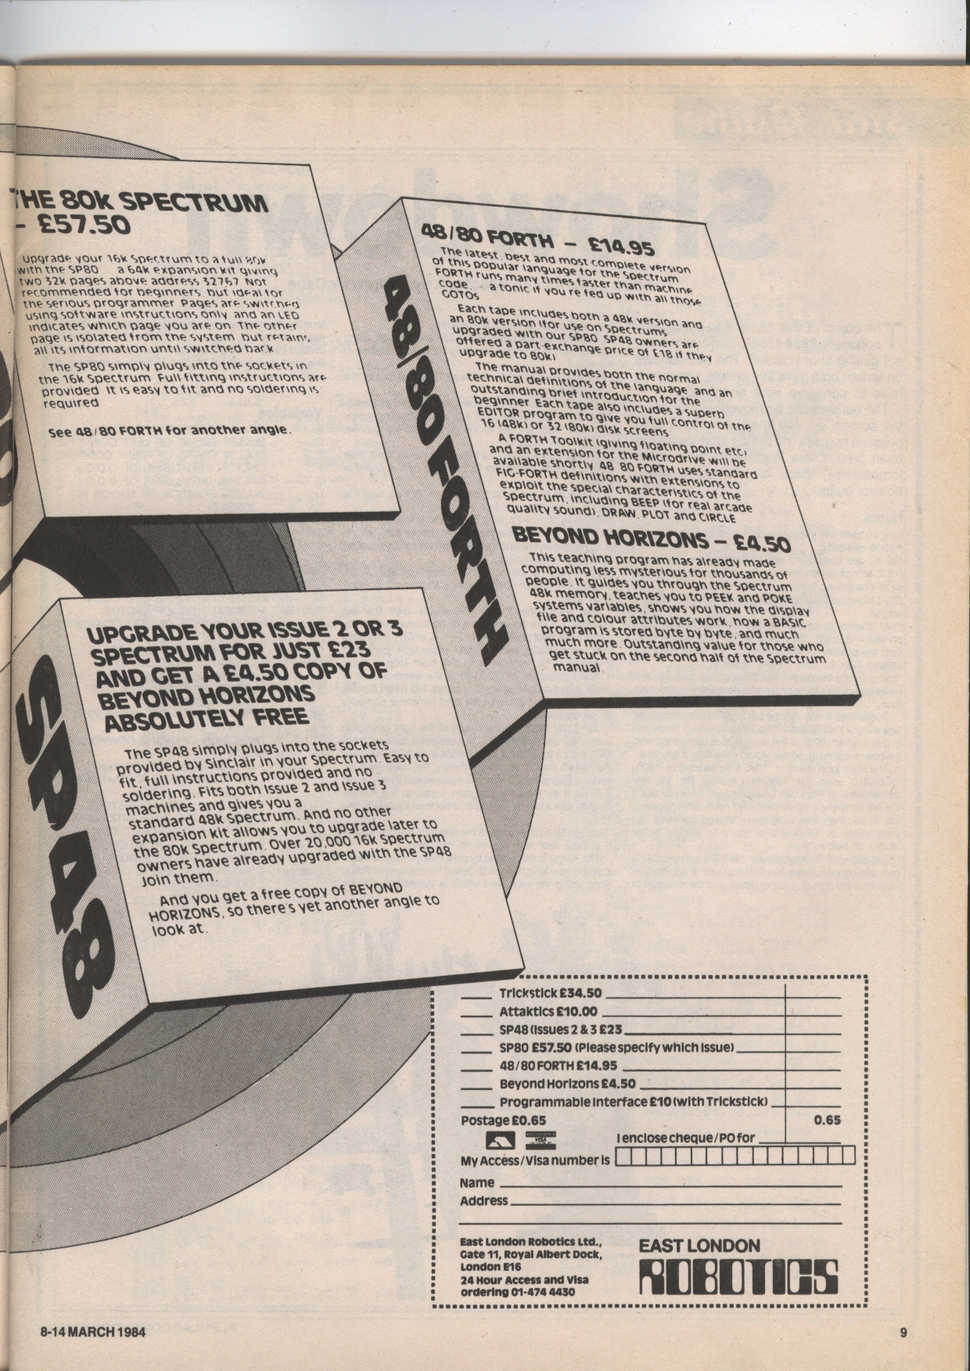 THE 80k SPECTRUM
– £57.50
Upgrade your 16k Spectrum to a full 80k
with the SP80 a 64k expansion kit giving
two 32k pages above address 32767 Not
recommended for beginners but ideal for
the serious programmer Pages are switched
using software instructions only and an LED
indicates which page you are on The other
page is isolated from the system but retains
all its information until switched back
The SP80 simply plugs into the sockets in
the 16k Spectrum Full fitting instructions are
provided It is easy to fit and no soldering is
required
See 48/80 FORTH for another angle.
48/80 FORTH
48/80 FORTH – £14.95
The latest, best and most complete version
of this popular language for the Spectrum
FORTH runs many times faster than machine
code a tonic if you're fed up with all those
GOTOs
Each tape includes both a 48k version and
an 80k version (for use on Spectrums
upgraded with our SP80 SP48 owners are
offered a part-exchange price of £18 if they
upgrade to 80k)
The manual provides both the normal
technical definitions of the language and an
outstanding brief introduction for the
beginner Each tape also includes a superb
EDITOR program to give you full control of the
16 (48k) or 32 (80k) disk screens
A FORTH Toolkit (giving floating point etc)
and an extension for the Microdrive will be
available shortly 48 80 FORTH uses standard
FIG-FORTH definitions with extensions to
exploit the special characteristics of the
Spectrum, including BEEP (for real arcade
quality sound), DRAW, PLOT and CIRCLE
BEYOND HORIZONS – £4.50
This teaching program has already made
computing less mysterious for thousands of
people. It guides you through the Spectrum
48k memory, teaches you to PEEK and POKE
systems variables, shows you how the display
file and colour attributes work, how a BASIC
program is stored byte by byte, and much
much more. Outstanding value for those who
get stuck on the second half of the Spectrum
manual.
SP48
UPGRADE YOUR ISSUE 2 OR 3
SPECTRUM FOR JUST £23
AND GET A £4.50 COPY OF
BEYOND HORIZONS
ABSOLUTELY FREE
The SP48 simply plugs into the sockets
provided by Sinclair in your Spectrum. Easy to
fit, full instructions provided and no
soldering. Fits both Issue 2 and Issue 3
machines and gives you a
standard 48k Spectrum. And no other
expansion kit allows you to upgrade later to
the 80k Spectrum. Over 20,000 16k Spectrum
owners have already upgraded with the SP48
Join them.
And you get a free copy of BEYOND
HORIZONS, so there's yet another angle to
look at.
Trickstick £34.50
Attaktics £10.00
SP48 (Issues 2 & 3 £23
SP80 £57.50 (Please specify which issue)
48/80 FORTH £14.95
Beyond Horizons £4.50
Programmable Interface £10 (with Trickstick)
Postage £0.65 0.65
VISA
I enclose cheque/PO for
My Access/Visa number is
Name
Address
East London Robotics Ltd.,
Gate 11, Royal Albert Dock,
London E16
24 Hour Access and Visa
ordering 01-474 4430
EAST LONDON
ROBOTICS
8-14 MARCH 1984
9